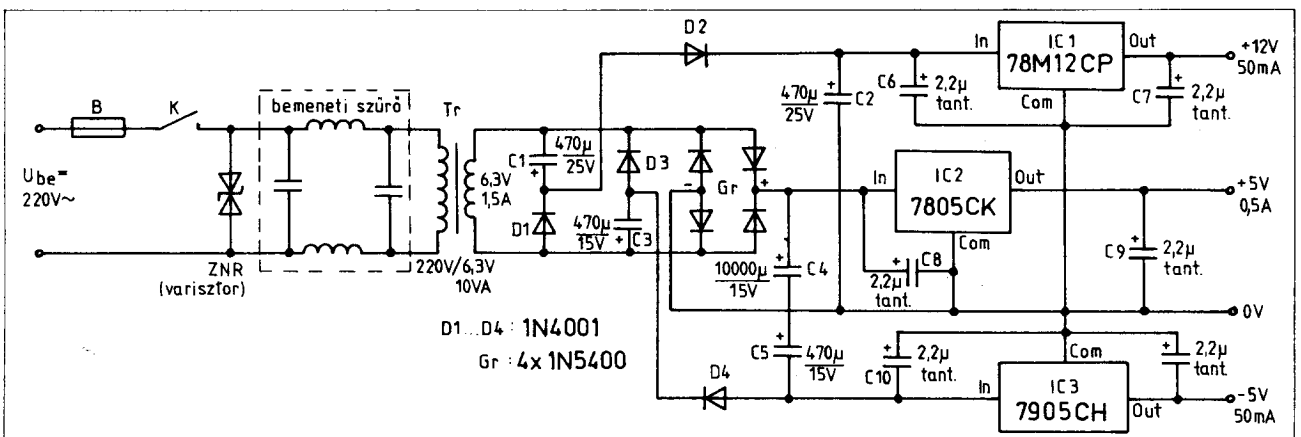 B
K
bemeneti szűrő
U be=
220V~
ZNR
(varisztor)
Tr
220V/6,3V
10VA
6,3V
1,5A
C1
470µ
25V
+
D1
D2
D3
470µ
15V
+
C3
-
Gr
+
D1...D4 : 1N4001
Gr : 4x 1N5400
470µ
25V
+
C2
C6
+
2,2µ
tant.
In
IC1
78M12CP
Out
Com
+
C7
2,2µ
tant.
+12V
50mA
In
IC2
7805CK
Out
Com
+5V
0,5A
+
C4
10000µ
15V
+
C8
2,2µ
tant.
+
C9
2,2µ
tant.
0V
+
C5
470µ
15V
D4
+
C10
2,2µ
tant.
In
Com
IC3
7905CH
Out
+
2,2µ
tant.
-5V
50mA